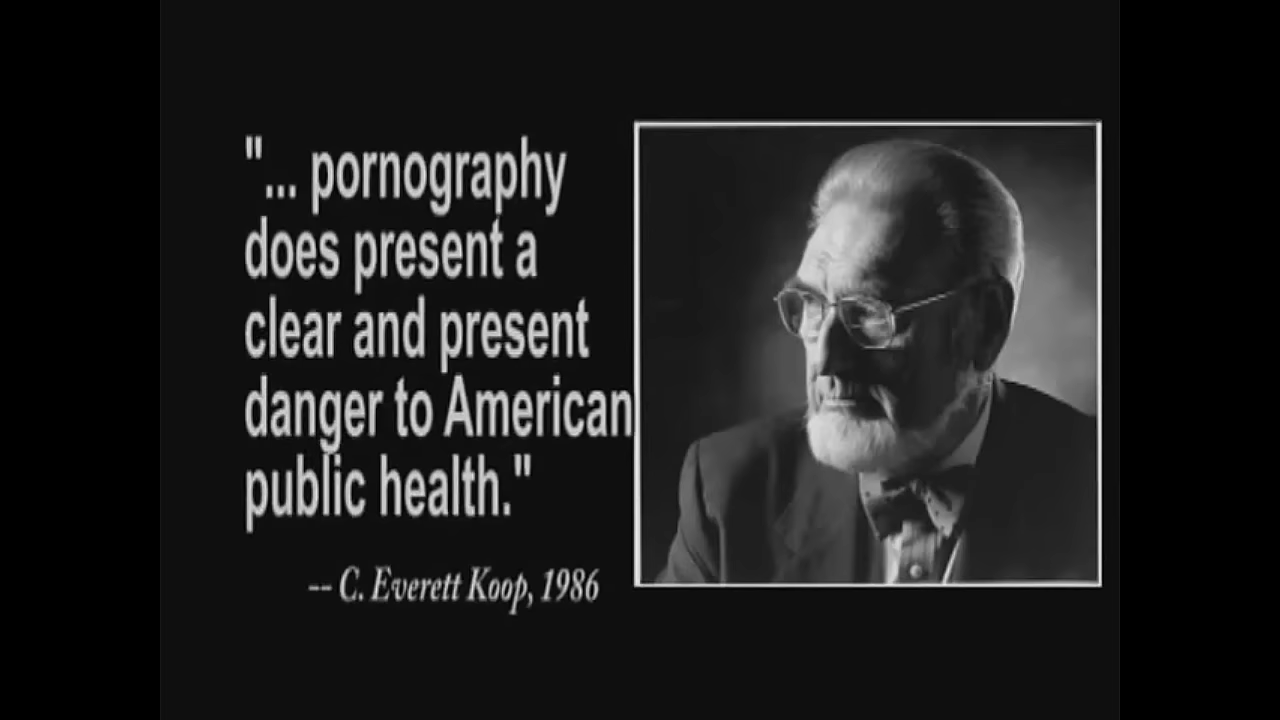 "... pornography
does present a
clear and present
danger to American
public health."
-- C. Everett Koop, 1986